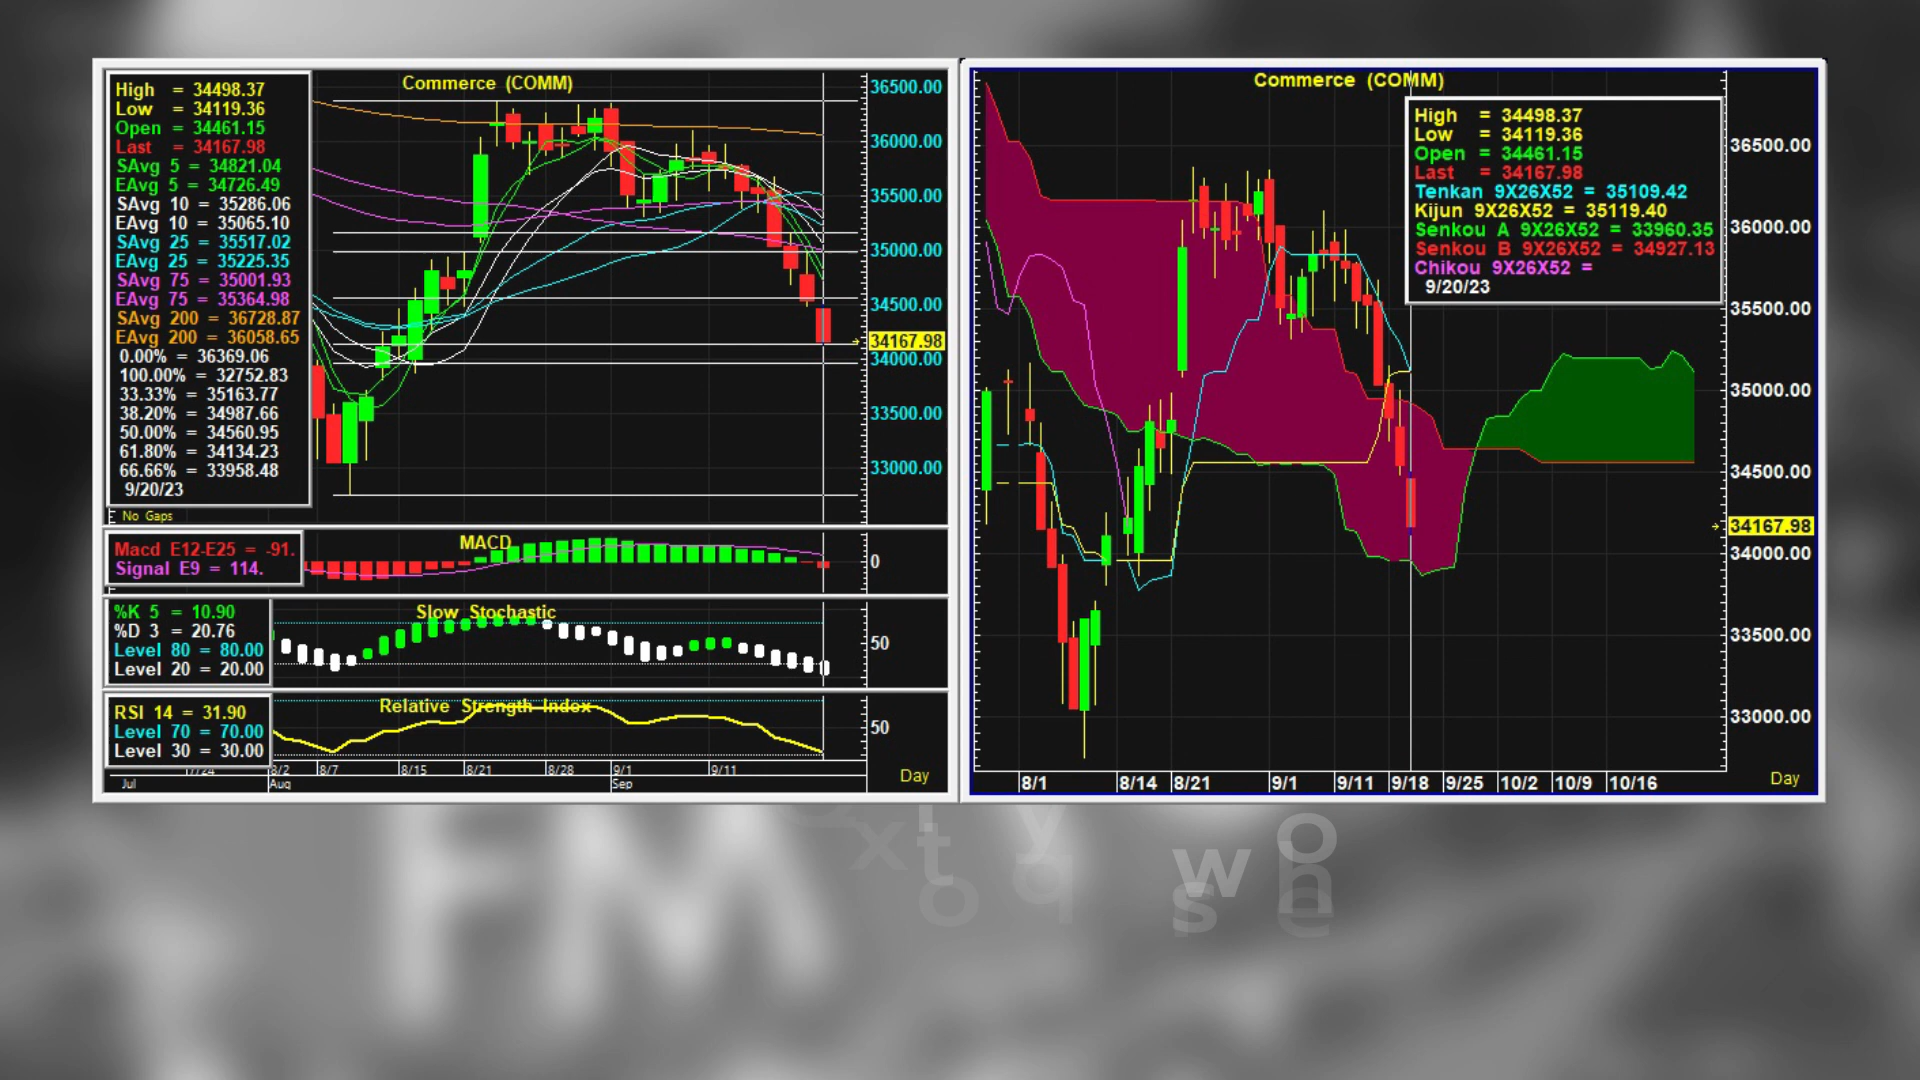 Commerce (COMM)
High = 34498.37
Low = 34119.36
Open = 34461.15
Last = 34167.98
SAvg 5 = 34821.04
EAvg 5 = 34726.49
SAvg 10 = 35286.06
EAvg 10 = 35065.10
SAvg 25 = 35517.02
EAvg 25 = 35225.35
SAvg 75 = 35001.93
EAvg 75 = 35364.98
SAvg 200 = 36728.87
EAvg 200 = 36058.65
0.00% = 36369.06
100.00% = 32752.83
33.33% = 35163.77
38.20% = 34987.66
50.00% = 34560.95
61.80% = 34134.23
66.66% = 33958.48
9/20/23
No Gaps
36500.00
36000.00
35500.00
35000.00
34500.00
34167.98
34000.00
33500.00
33000.00
MACD
Macd E12-E25 = -91.
Signal E9 = 114.
0
Slow Stochastic
%K 5 = 10.90
%D 3 = 20.76
Level 80 = 80.00
Level 20 = 20.00
50
Relative Strength Index
RSI 14 = 31.90
Level 70 = 70.00
Level 30 = 30.00
50
7/24 8/2 8/7 8/15 8/21 8/28 9/1 9/11
Jul Aug Sep
Day
Commerce (COMM)
High = 34498.37
Low = 34119.36
Open = 34461.15
Last = 34167.98
Tenkan 9X26X52 = 35109.42
Kijun 9X26X52 = 35119.40
Senkou A 9X26X52 = 33960.35
Senkou B 9X26X52 = 34927.13
Chikou 9X26X52 =
9/20/23
36500.00
36000.00
35500.00
35000.00
34500.00
34167.98
34000.00
33500.00
33000.00
8/1 8/14 8/21 9/1 9/11 9/18 9/25 10/2 10/9 10/16
Day